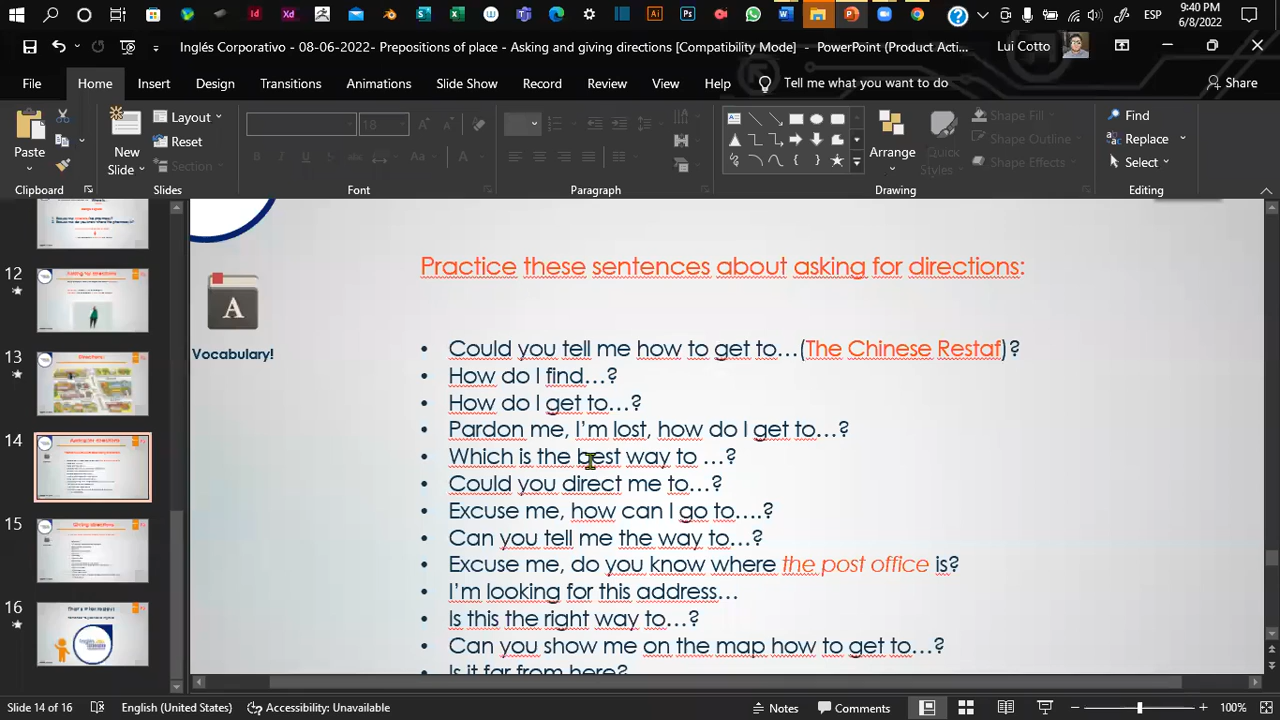 9:40 PM
ESP
6/8/2022
Inglés Corporativo - 08-06-2022- Prepositions of place - Asking and giving directions [Compatibility Mode] - PowerPoint (Product Acti...
Lui Cotto
File Home Insert Design Transitions Animations Slide Show Record Review View Help Tell me what you want to do Share
Paste
Clipboard
New Slide
Layout
Reset
Section
Slides
18
Font
Paragraph
Arrange
Quick Styles
Shape Fill
Shape Outline
Shape Effects
Drawing
Find
Replace
Select
Editing
12
13
14
15
16
A
Vocabulary!
Practice these sentences about asking for directions:
• Could you tell me how to get to…(The Chinese Restaf)?
• How do I find…?
• How do I get to…?
• Pardon me, I'm lost, how do I get to…?
• Which is the best way to …?
• Could you direct me to…?
• Excuse me, how can I go to….?
• Can you tell me the way to…?
• Excuse me, do you know where the post office is?
• I'm looking for this address…
• Is this the right way to…?
• Can you show me on the map how to get to…?
• Is it far from here?
Slide 14 of 16 English (United States) Accessibility: Unavailable Notes Comments 100%